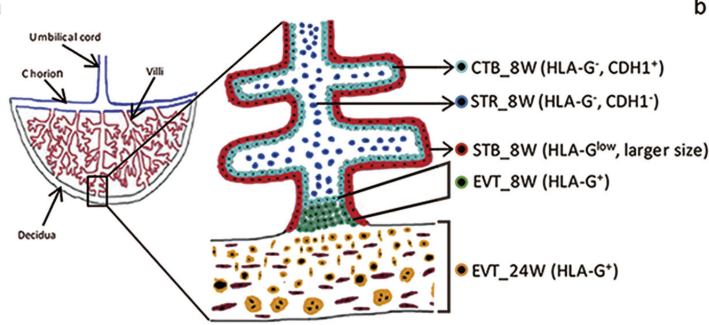 b
Umbilical cord
Chorion
Villi
Decidua
CTB_8W (HLA-G⁻, CDH1⁺)
STR_8W (HLA-G⁻, CDH1⁻)
STB_8W (HLA-Gˡᵒʷ, larger size)
EVT_8W (HLA-G⁺)
EVT_24W (HLA-G⁺)